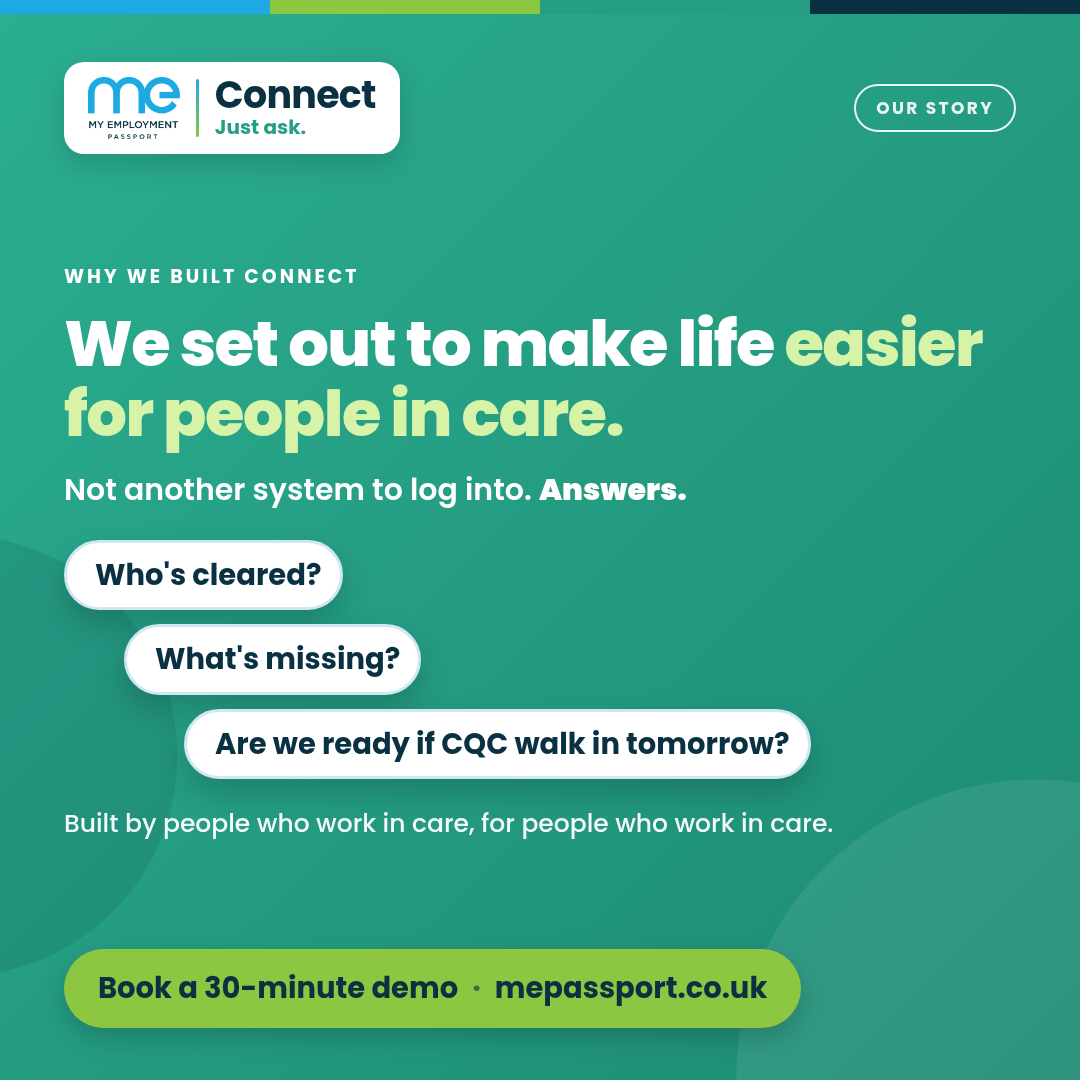 me
MY EMPLOYMENT
PASSPORT
Connect
Just ask.
OUR STORY
WHY WE BUILT CONNECT
We set out to make life easier
for people in care.
Not another system to log into. Answers.
Who's cleared?
What's missing?
Are we ready if CQC walk in tomorrow?
Built by people who work in care, for people who work in care.
Book a 30-minute demo · mepassport.co.uk